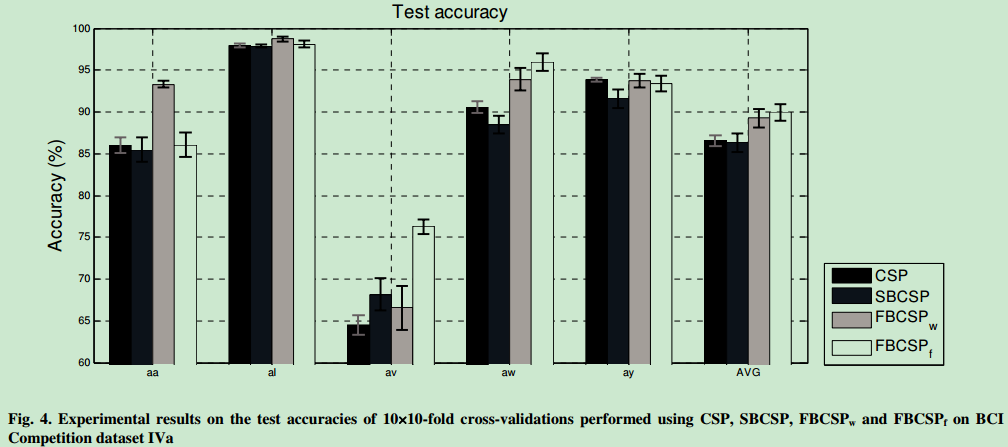 Test accuracy
Accuracy (%)
100
95
90
85
80
75
70
65
60
aa
al
av
aw
ay
AVG
CSP
SBCSP
FBCSPw
FBCSPf
Fig. 4. Experimental results on the test accuracies of 10×10-fold cross-validations performed using CSP, SBCSP, FBCSPw and FBCSPf on BCI
Competition dataset IVa